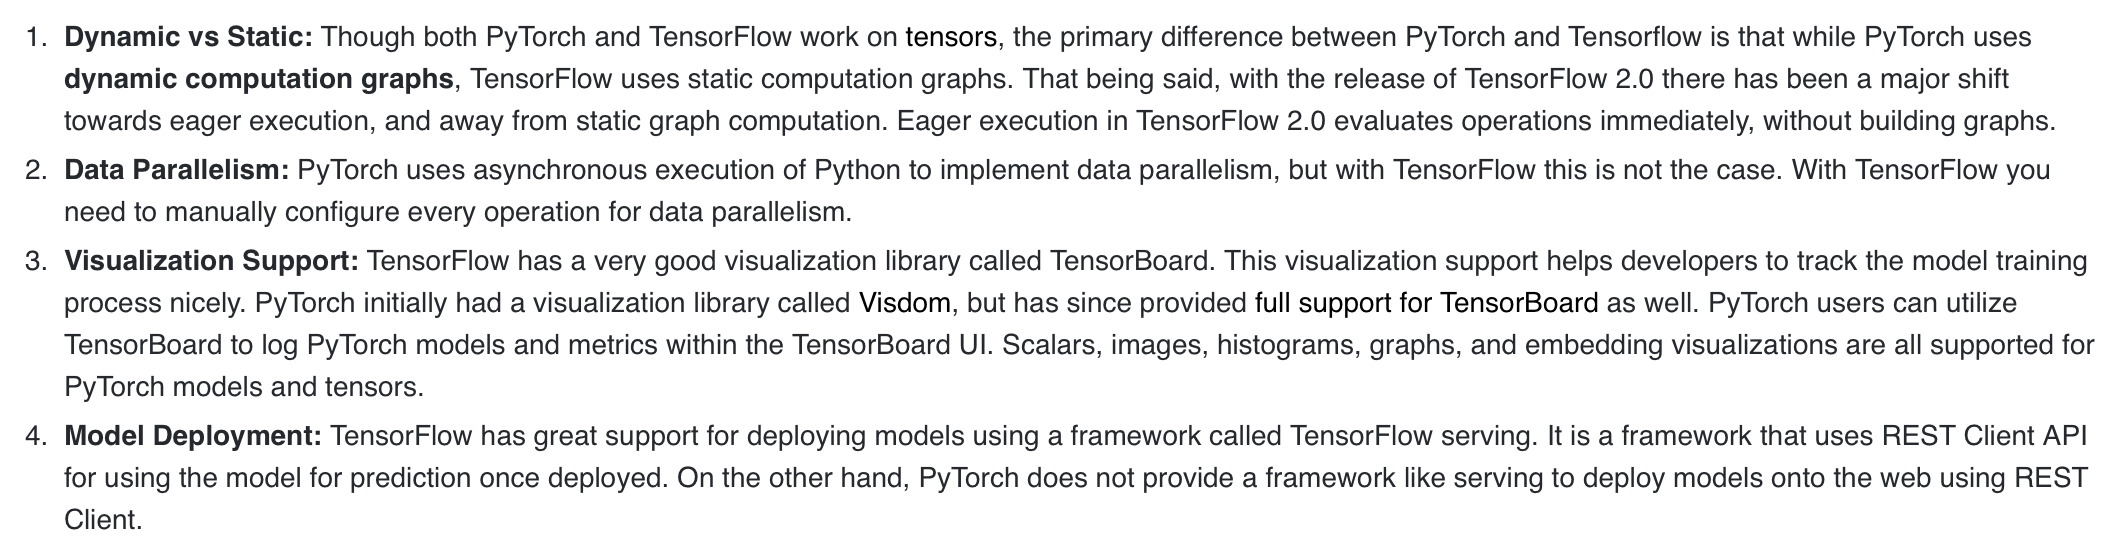 1. Dynamic vs Static: Though both PyTorch and TensorFlow work on tensors, the primary difference between PyTorch and Tensorflow is that while PyTorch uses
dynamic computation graphs, TensorFlow uses static computation graphs. That being said, with the release of TensorFlow 2.0 there has been a major shift
towards eager execution, and away from static graph computation. Eager execution in TensorFlow 2.0 evaluates operations immediately, without building graphs.
2. Data Parallelism: PyTorch uses asynchronous execution of Python to implement data parallelism, but with TensorFlow this is not the case. With TensorFlow you
need to manually configure every operation for data parallelism.
3. Visualization Support: TensorFlow has a very good visualization library called TensorBoard. This visualization support helps developers to track the model training
process nicely. PyTorch initially had a visualization library called Visdom, but has since provided full support for TensorBoard as well. PyTorch users can utilize
TensorBoard to log PyTorch models and metrics within the TensorBoard UI. Scalars, images, histograms, graphs, and embedding visualizations are all supported for
PyTorch models and tensors.
4. Model Deployment: TensorFlow has great support for deploying models using a framework called TensorFlow serving. It is a framework that uses REST Client API
for using the model for prediction once deployed. On the other hand, PyTorch does not provide a framework like serving to deploy models onto the web using REST
Client.